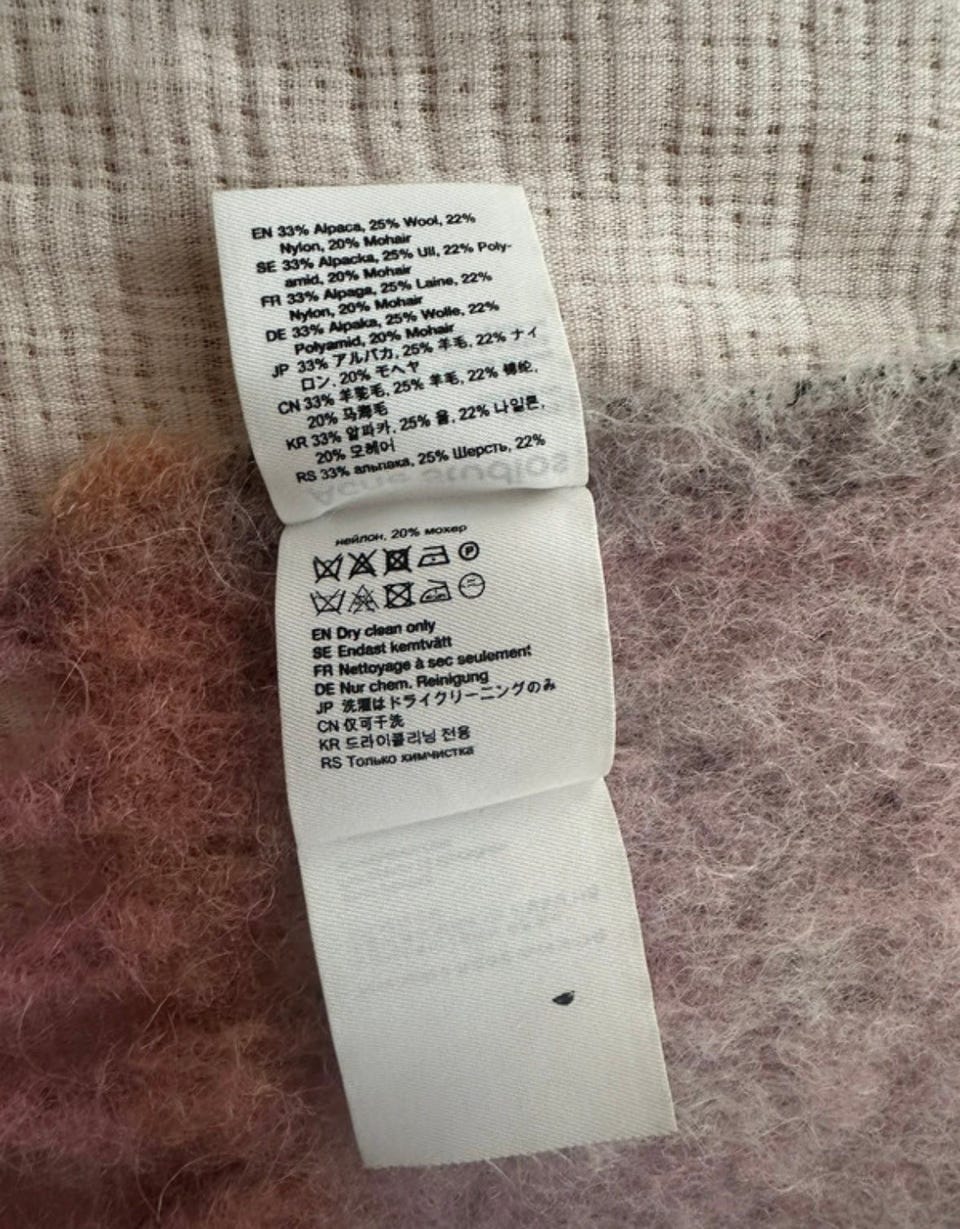 EN 33% Alpaca, 25% Wool, 22%
Nylon, 20% Mohair
SE 33% Alpacka, 25% Ull, 22% Poly-
amid, 20% Mohair
FR 33% Alpaga, 25% Laine, 22%
Nylon, 20% Mohair
DE 33% Alpaka, 25% Wolle, 22%
Polyamid, 20% Mohair
JP 33% アルパカ, 25% 羊毛, 22% ナイ
ロン, 20% モヘヤ
CN 33% 羊驼毛, 25% 羊毛, 22% 锦纶,
20% 马海毛
KR 33% 알파카, 25% 울, 22% 나일론,
20% 모헤어
RS 33% альпака, 25% Шерсть, 22%
нейлон, 20% мохер
P
EN Dry clean only
SE Endast kemtvätt
FR Nettoyage à sec seulement
DE Nur chem. Reinigung
JP 洗濯はドライクリーニングのみ
CN 仅可干洗
KR 드라이클리닝 전용
RS Только химчистка